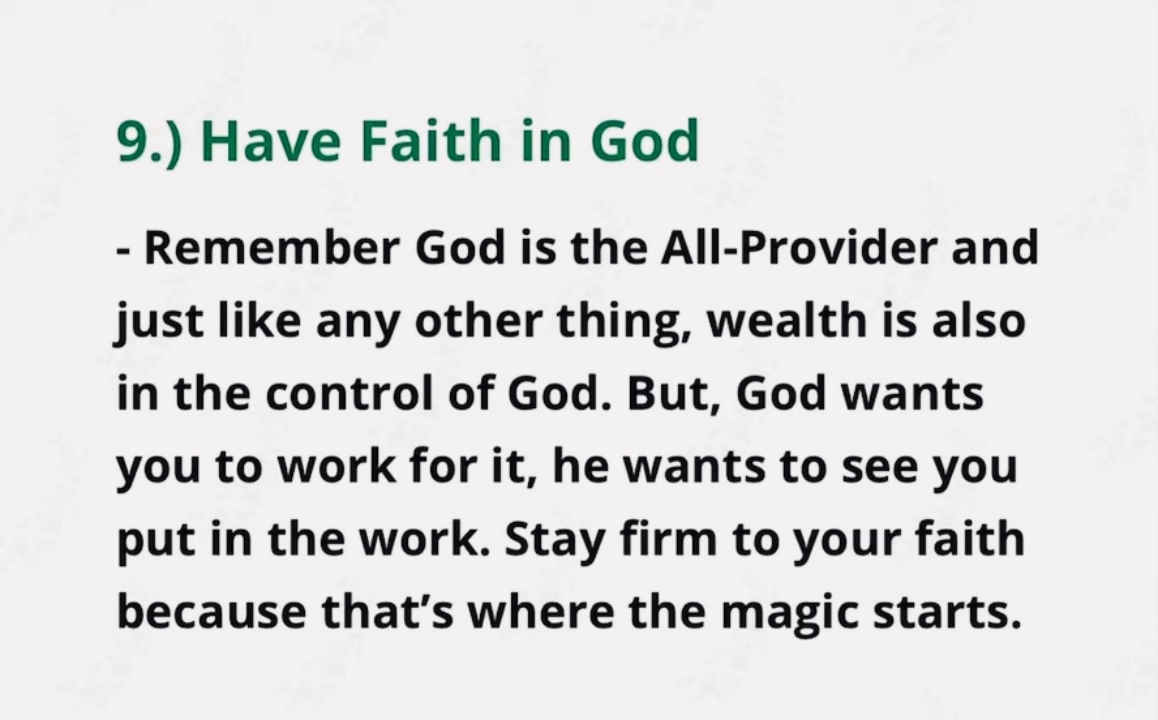 9.) Have Faith in God
- Remember God is the All-Provider and
just like any other thing, wealth is also
in the control of God. But, God wants
you to work for it, he wants to see you
put in the work. Stay firm to your faith
because that’s where the magic starts.